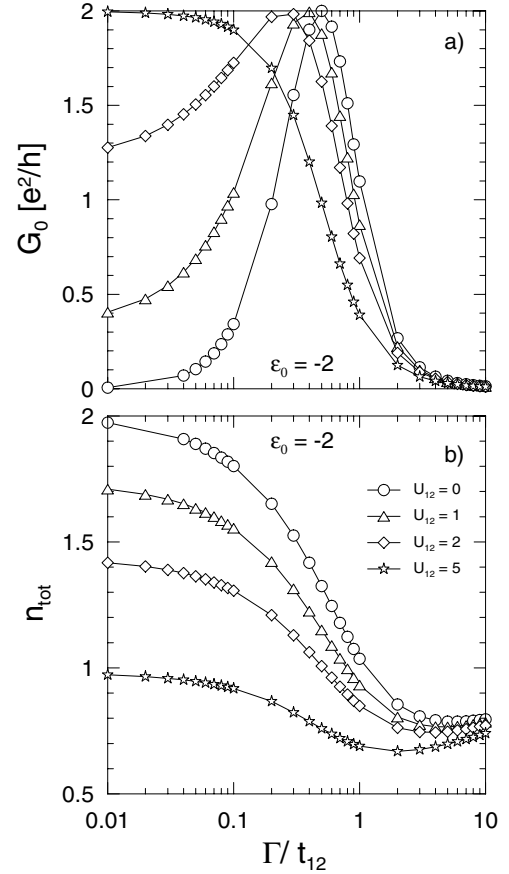 2
a)
1.5
G₀ [e²/h]
1
0.5
ε₀ = -2
0
2
ε₀ = -2
b)
U₁₂ = 0
U₁₂ = 1
1.5
U₁₂ = 2
U₁₂ = 5
n_tot
1
0.5
0.01 0.1 1 10
Γ/ t₁₂